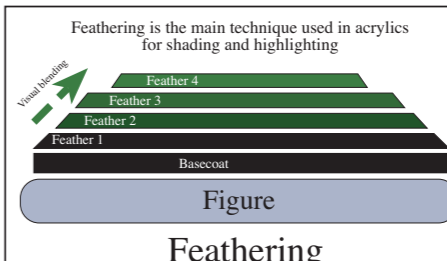 Feathering is the main technique used in acrylics
for shading and highlighting
Visual blending
Feather 4
Feather 3
Feather 2
Feather 1
Basecoat
Figure
Feathering